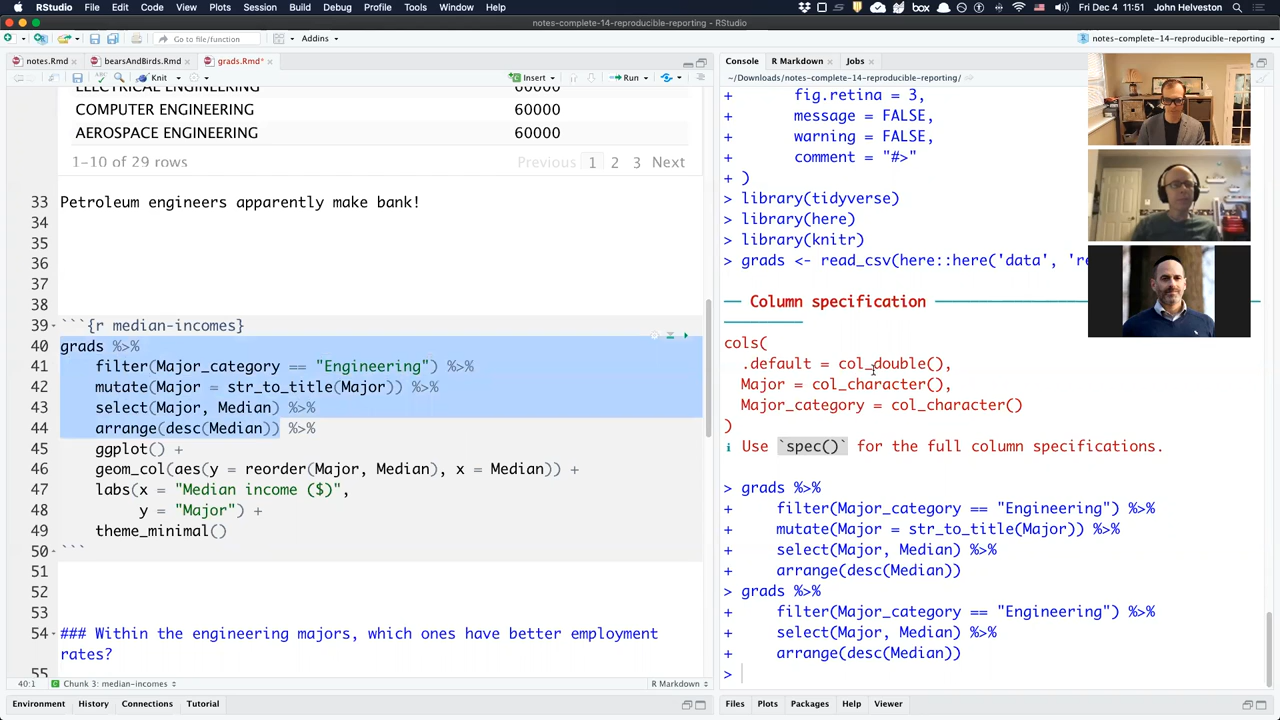 RStudio File Edit Code View Plots Session Build Debug Profile Tools Window Help
box (US) Fri Dec 4 11:51 John Helveston
notes-complete-14-reproducible-reporting - RStudio
Go to file/function Addins
notes-complete-14-reproducible-reporting
notes.Rmd bearsAndBirds.Rmd grads.Rmd*
Knit Insert Run
ELECTRICAL ENGINEERING 60000
COMPUTER ENGINEERING 60000
AEROSPACE ENGINEERING 60000
1-10 of 29 rows Previous 1 2 3 Next
33 Petroleum engineers apparently make bank!
34
35
36
37
38
39 ```{r median-incomes}
40 grads %>%
41 filter(Major_category == "Engineering") %>%
42 mutate(Major = str_to_title(Major)) %>%
43 select(Major, Median) %>%
44 arrange(desc(Median)) %>%
45 ggplot() +
46 geom_col(aes(y = reorder(Major, Median), x = Median)) +
47 labs(x = "Median income ($)",
48 y = "Major") +
49 theme_minimal()
50 ```
51
52
53
54 ### Within the engineering majors, which ones have better employment
rates?
55
40:1 Chunk 3: median-incomes R Markdown
Environment History Connections Tutorial
Console R Markdown Jobs
~/Downloads/notes-complete-14-reproducible-reporting/
+ fig.retina = 3,
+ message = FALSE,
+ warning = FALSE,
+ comment = "#>"
+ )
> library(tidyverse)
> library(here)
> library(knitr)
> grads <- read_csv(here::here('data', 're
── Column specification
cols(
.default = col_double(),
Major = col_character(),
Major_category = col_character()
)
ℹ Use `spec()` for the full column specifications.
> grads %>%
+ filter(Major_category == "Engineering") %>%
+ mutate(Major = str_to_title(Major)) %>%
+ select(Major, Median) %>%
+ arrange(desc(Median))
> grads %>%
+ filter(Major_category == "Engineering") %>%
+ select(Major, Median) %>%
+ arrange(desc(Median))
>
Files Plots Packages Help Viewer